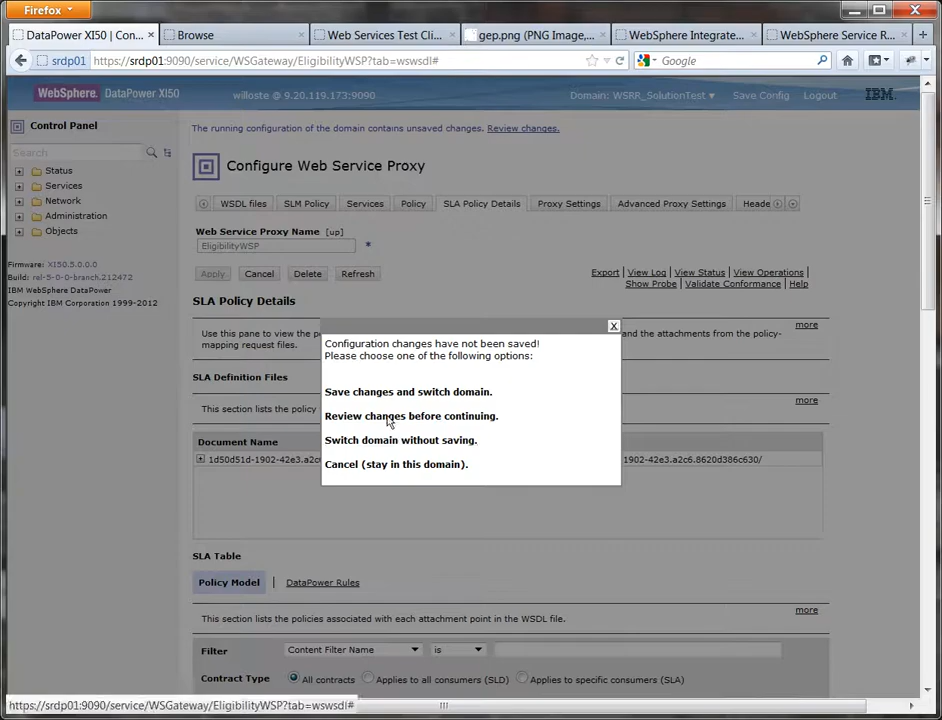 Firefox
DataPower XI50 | Con...
Browse
Web Services Test Cli...
gep.png (PNG Image,...
WebSphere Integrate...
WebSphere Service R...
srdp01
https://srdp01:9090/service/WSGateway/EligibilityWSP?tab=wswsdl#
Google
WebSphere. DataPower XI50
willoste @ 9.20.119.173:9090
Domain: WSRR_SolutionTest
Save Config
Logout
IBM
Control Panel
Search
Status
Services
Network
Administration
Objects
Firmware: XI50.5.0.0.0
Build: rel-5-0-0-branch.212472
IBM WebSphere DataPower
Copyright IBM Corporation 1999-2012
The running configuration of the domain contains unsaved changes. Review changes.
Configure Web Service Proxy
WSDL files
SLM Policy
Services
Policy
SLA Policy Details
Proxy Settings
Advanced Proxy Settings
Heade
Web Service Proxy Name [up]
EligibilityWSP *
Apply
Cancel
Delete
Refresh
Export | View Log | View Status | View Operations |
Show Probe | Validate Conformance | Help
SLA Policy Details
more
Use this pane to view the p
and the attachments from the policy-
mapping request files.
SLA Definition Files
more
This section lists the policy
Document Name
1d50d51d-1902-42e3.a2c
1902-42e3.a2c6.8620d386c630/
X
Configuration changes have not been saved!
Please choose one of the following options:
Save changes and switch domain.
Review changes before continuing.
Switch domain without saving.
Cancel (stay in this domain).
SLA Table
Policy Model | DataPower Rules
more
This section lists the policies associated with each attachment point in the WSDL file.
Filter
Content Filter Name
is
Contract Type
All contracts
Applies to all consumers (SLD)
Applies to specific consumers (SLA)
https://srdp01:9090/service/WSGateway/EligibilityWSP?tab=wswsdl#